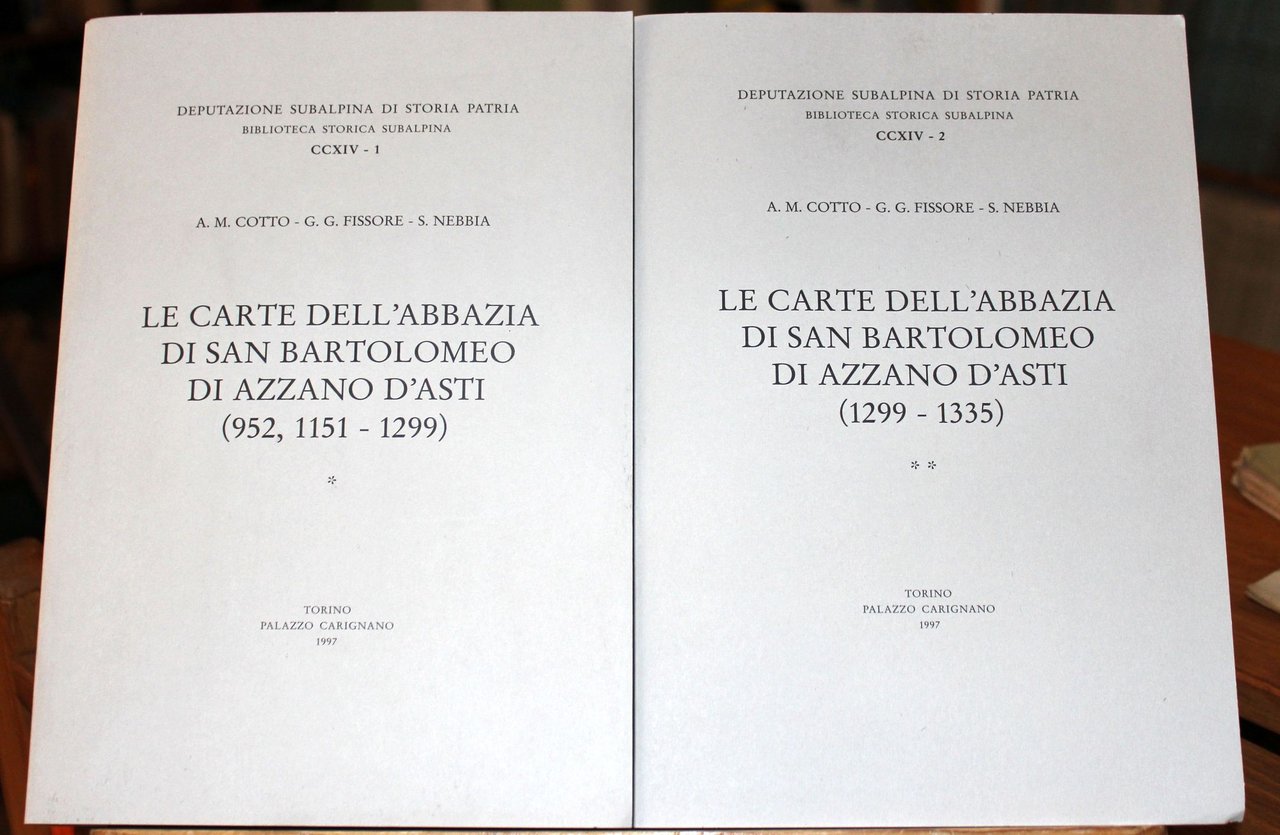 DEPUTAZIONE SUBALPINA DI STORIA PATRIA
BIBLIOTECA STORICA SUBALPINA
CCXIV - 1
A. M. COTTO - G. G. FISSORE - S. NEBBIA
LE CARTE DELL'ABBAZIA
DI SAN BARTOLOMEO
DI AZZANO D'ASTI
(952, 1151 - 1299)
*
TORINO
PALAZZO CARIGNANO
1997
DEPUTAZIONE SUBALPINA DI STORIA PATRIA
BIBLIOTECA STORICA SUBALPINA
CCXIV - 2
A. M. COTTO - G. G. FISSORE - S. NEBBIA
LE CARTE DELL'ABBAZIA
DI SAN BARTOLOMEO
DI AZZANO D'ASTI
(1299 - 1335)
* *
TORINO
PALAZZO CARIGNANO
1997